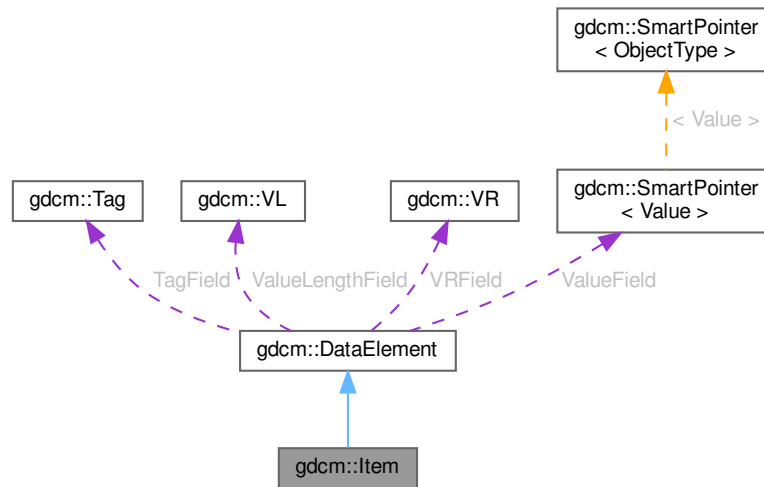 gdcm::SmartPointer
< ObjectType >
< Value >
gdcm::Tag
gdcm::VL
gdcm::VR
gdcm::SmartPointer
< Value >
TagField
ValueLengthField
VRField
ValueField
gdcm::DataElement
gdcm::Item